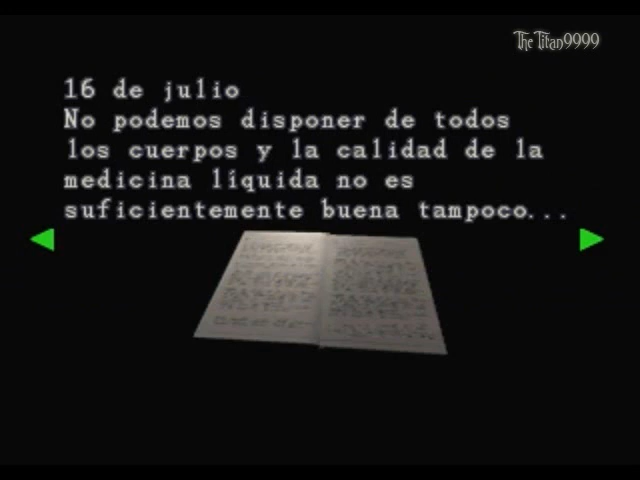 The Titan9999
16 de julio
No podemos disponer de todos
los cuerpos y la calidad de la
medicina líquida no es
suficientemente buena tampoco...